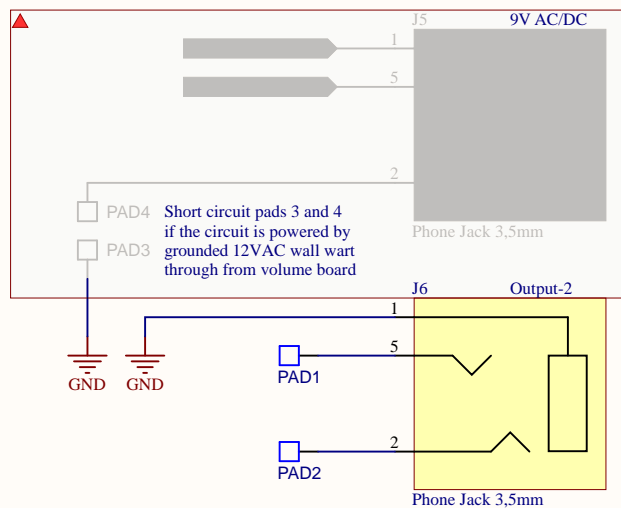 J5
9V AC/DC
1
5
2
PAD4
PAD3
Short circuit pads 3 and 4
if the circuit is powered by
grounded 12VAC wall wart
through from volume board
Phone Jack 3,5mm
J6
Output-2
1
5
2
GND
GND
PAD1
PAD2
Phone Jack 3,5mm